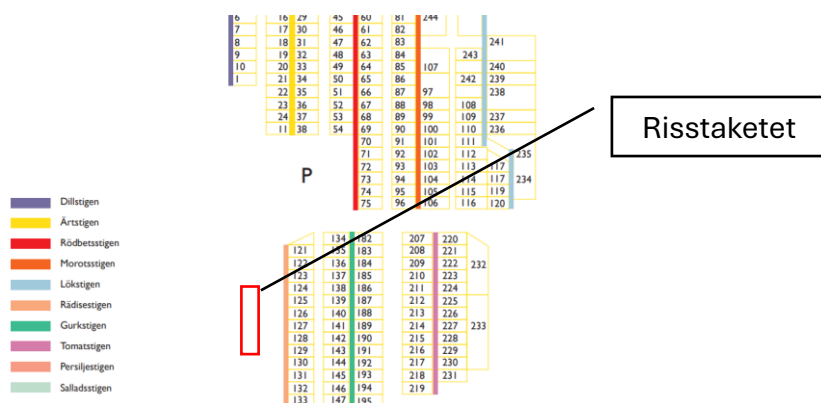 6 16 29 45 60 81 244
7 17 30 46 61 82
8 18 31 47 62 83 241
9 19 32 48 63 84 243
10 20 33 49 64 85 107 240
1 21 34 50 65 86 242 239
22 35 51 66 87 97 238
23 36 52 67 88 98 108
24 37 53 68 89 99 109 237
11 38 54 69 90 100 110 236
Risstaketet
70 91 101 111
71 92 102 112 235
72 93 103 113 117
P
73 94 104 114 117 234
74 95 105 115 119
75 96 106 116 120
Dillstigen
Ärtstigen
Rödbetsstigen
Morotsstigen
Lökstigen
Rädisestigen
Gurkstigen
Tomatstigen
Persiljestigen
Salladsstigen
134 182 207 220
121 135 183 208 221
122 136 184 209 222 232
123 137 185 210 223
124 138 186 211 224
125 139 187 212 225
126 140 188 213 226
127 141 189 214 227 233
128 142 190 215 228
129 143 191 216 229
130 144 192 217 230
131 145 193 218 231
132 146 194 219
133 147 195